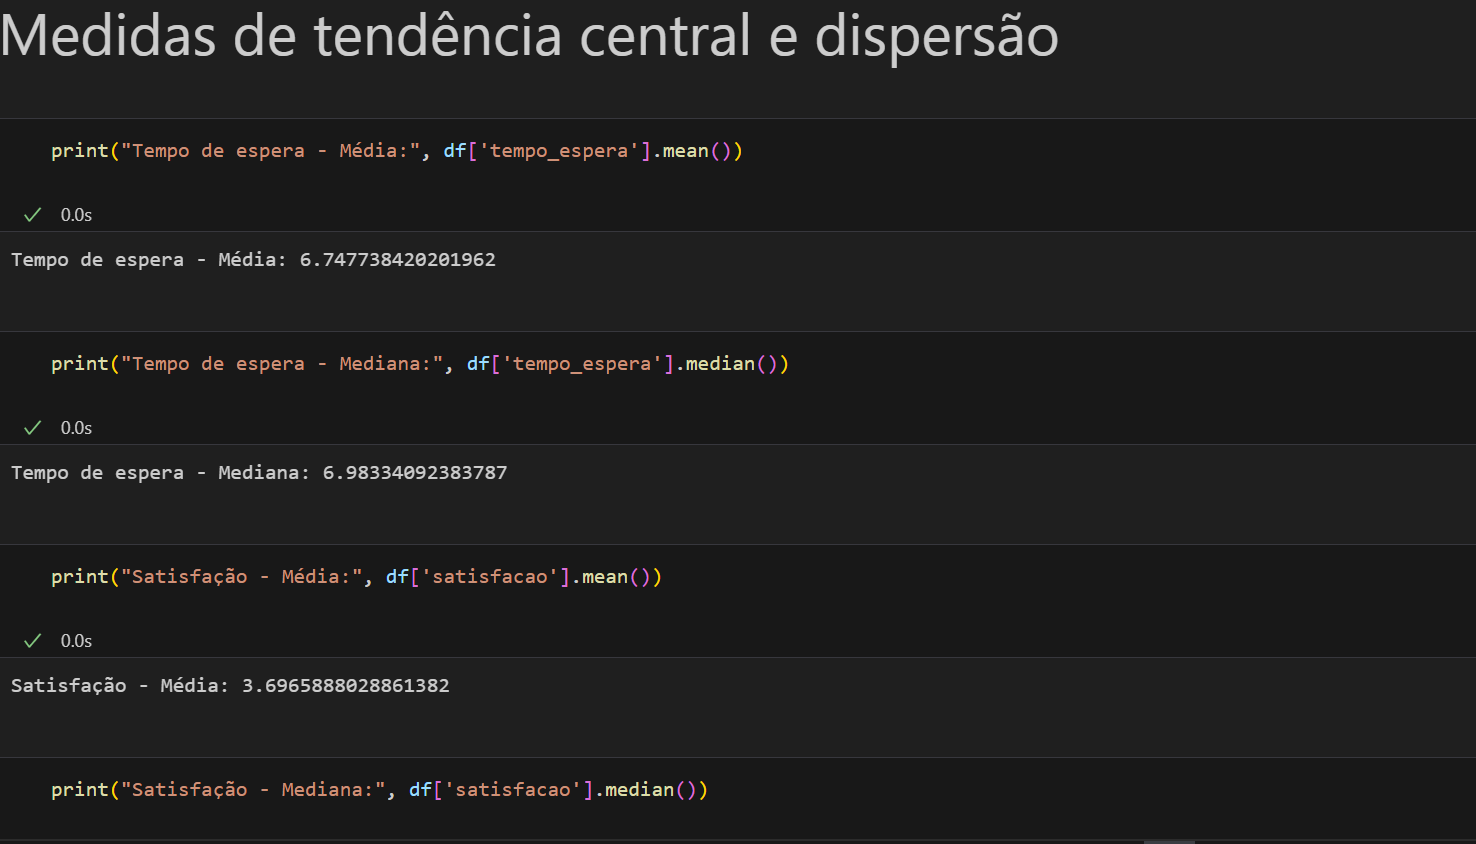 Medidas de tendência central e dispersão
print("Tempo de espera - Média:", df['tempo_espera'].mean())
0.0s
Tempo de espera - Média: 6.747738420201962
print("Tempo de espera - Mediana:", df['tempo_espera'].median())
0.0s
Tempo de espera - Mediana: 6.98334092383787
print("Satisfação - Média:", df['satisfacao'].mean())
0.0s
Satisfação - Média: 3.6965888028861382
print("Satisfação - Mediana:", df['satisfacao'].median())